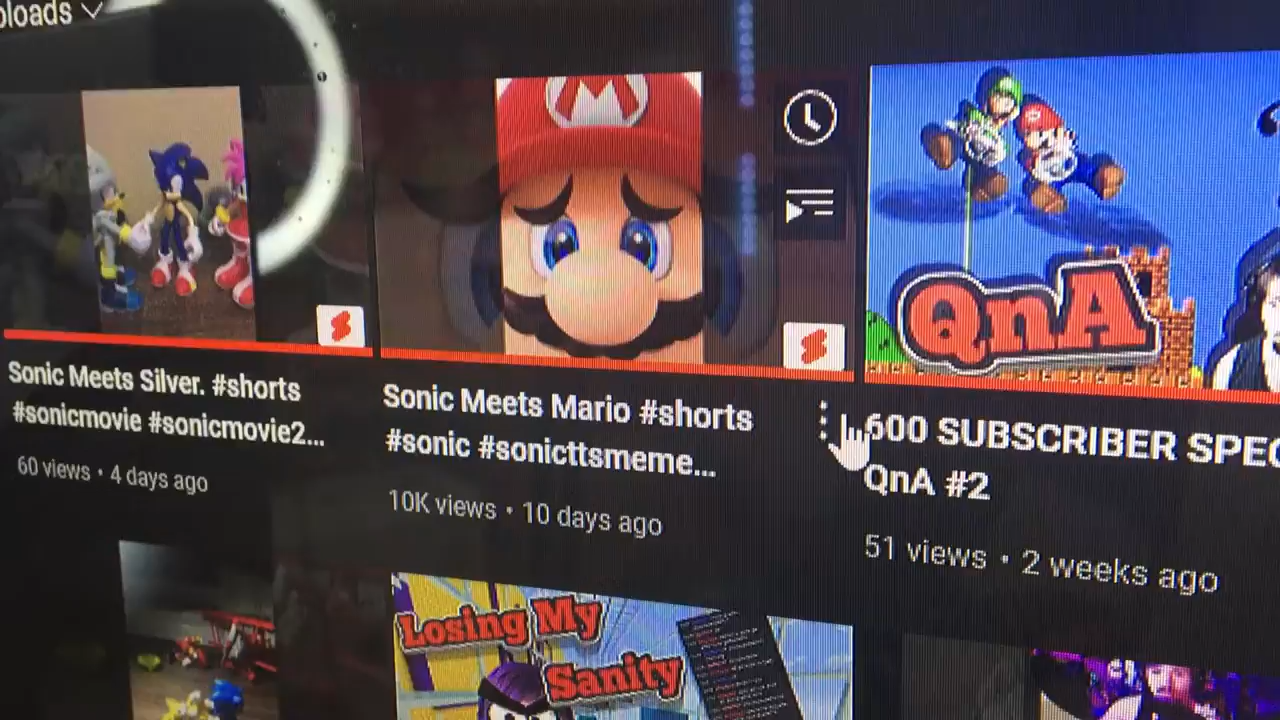 ploads
M
QnA
Sonic Meets Silver. #shorts
#sonicmovie #sonicmovie2...
60 views • 4 days ago
Sonic Meets Mario #shorts
#sonic #sonicttsmeme...
10K views • 10 days ago
600 SUBSCRIBER SPEC
QnA #2
51 views • 2 weeks ago
Losing My
Sanity